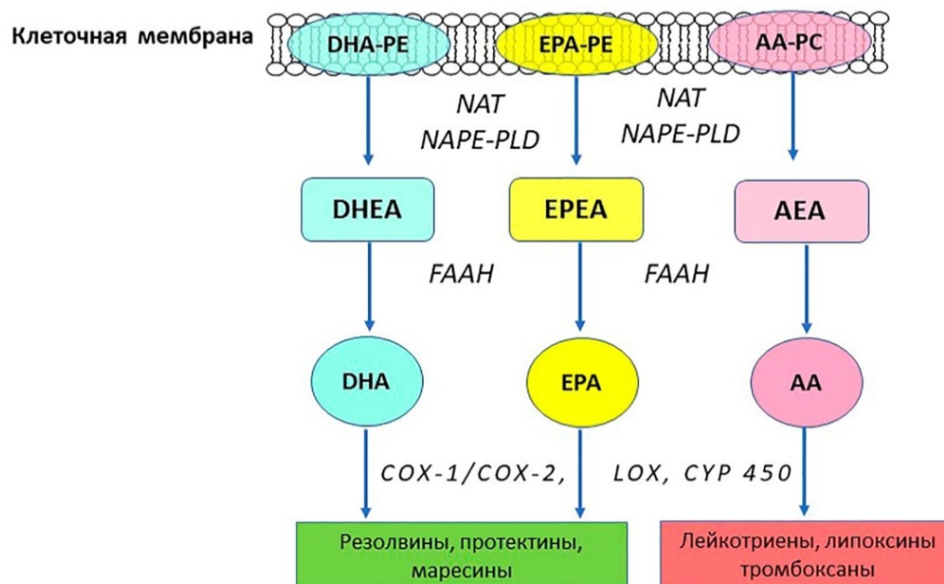 Клеточная мембрана
DHA-PE EPA-PE AA-PC
NAT NAT
NAPE-PLD NAPE-PLD
DHEA EPEA AEA
FAAH FAAH
DHA EPA AA
COX-1/COX-2, LOX, CYP 450
Резолвины, протектины,
маресины
Лейкотриены, липоксины
тромбоксаны